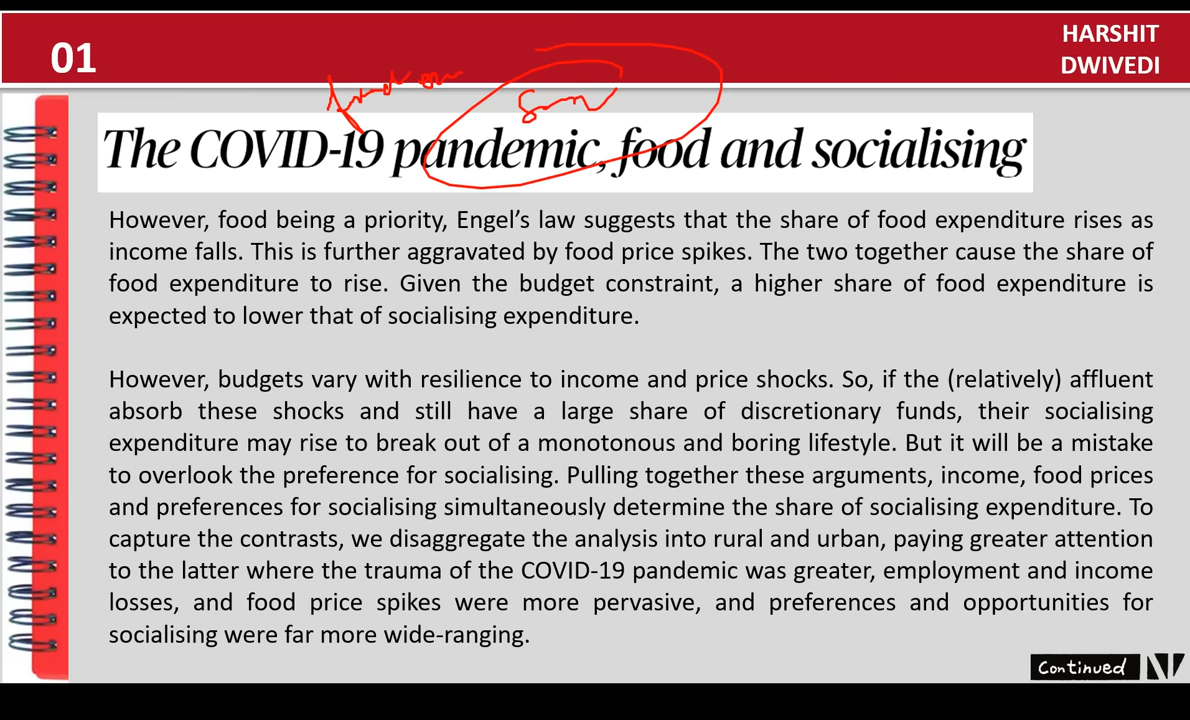 01
HARSHIT
DWIVEDI
The COVID-19 pandemic, food and socialising
However, food being a priority, Engel’s law suggests that the share of food expenditure rises as
income falls. This is further aggravated by food price spikes. The two together cause the share of
food expenditure to rise. Given the budget constraint, a higher share of food expenditure is
expected to lower that of socialising expenditure.
However, budgets vary with resilience to income and price shocks. So, if the (relatively) affluent
absorb these shocks and still have a large share of discretionary funds, their socialising
expenditure may rise to break out of a monotonous and boring lifestyle. But it will be a mistake
to overlook the preference for socialising. Pulling together these arguments, income, food prices
and preferences for socialising simultaneously determine the share of socialising expenditure. To
capture the contrasts, we disaggregate the analysis into rural and urban, paying greater attention
to the latter where the trauma of the COVID-19 pandemic was greater, employment and income
losses, and food price spikes were more pervasive, and preferences and opportunities for
socialising were far more wide-ranging.
Continued